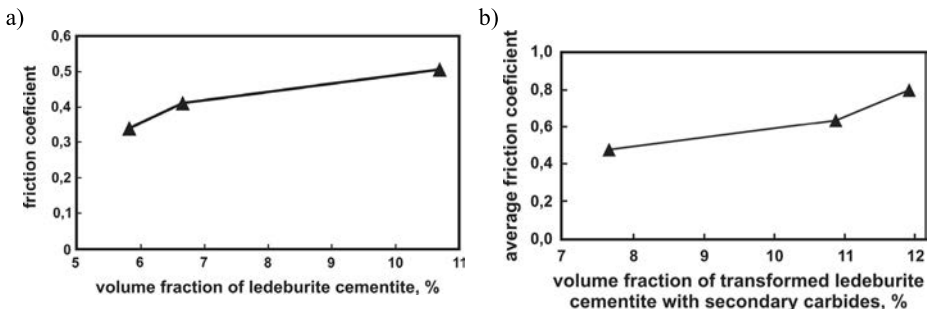 a)
friction coeficient
0,6
0,5
0,4
0,3
0,2
0,1
0
5 6 7 8 9 10 11
volume fraction of ledeburite cementite, %
b)
average friction coefficient
1,0
0,8
0,6
0,4
0,2
0,0
7 8 9 10 11 12
volume fraction of transformed ledeburite
cementite with secondary carbides, %